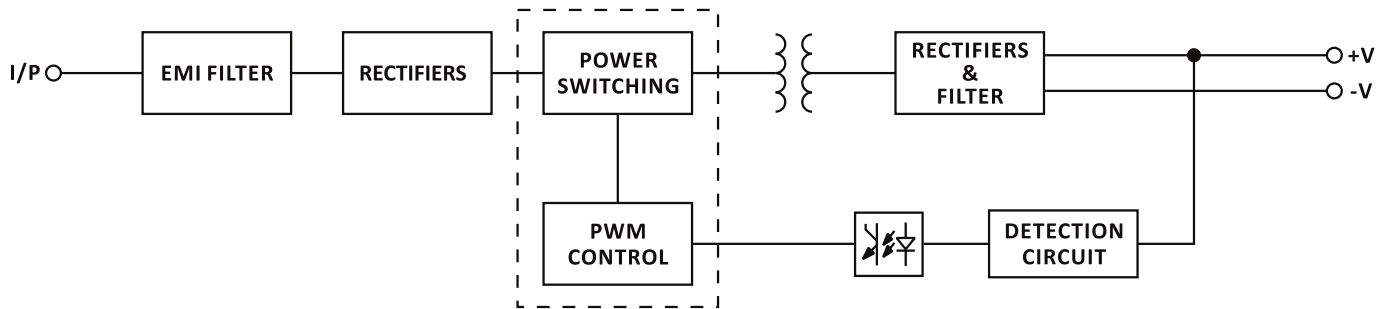 I/P
EMI FILTER
RECTIFIERS
POWER
SWITCHING
RECTIFIERS
&
FILTER
+V
-V
PWM
CONTROL
DETECTION
CIRCUIT